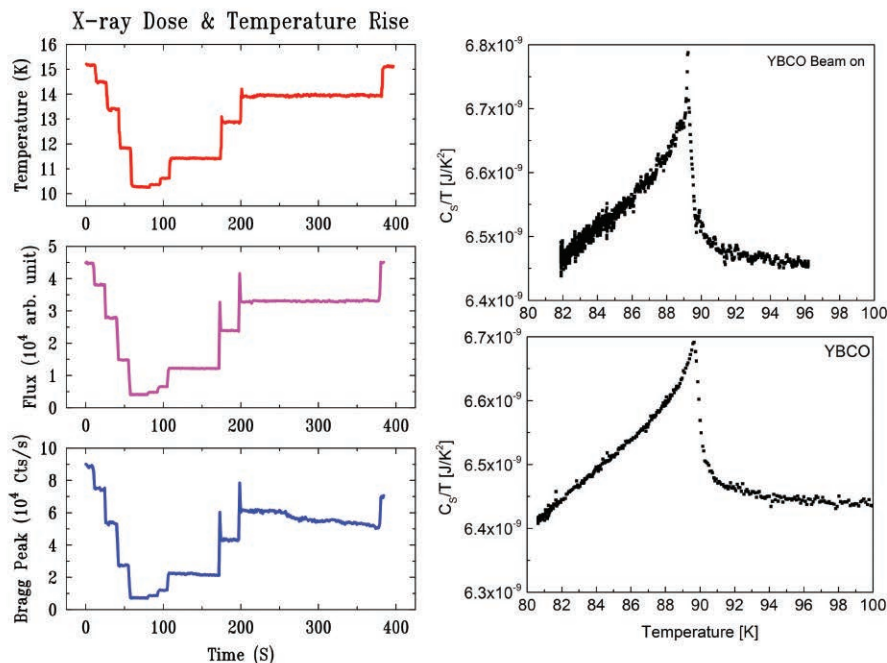 X-ray Dose & Temperature Rise
Temperature (K)
16
15
14
13
12
11
10
0 100 200 300 400
Flux (10⁴ arb. unit)
5
4
3
2
1
0
0 100 200 300 400
Bragg Peak (10⁴ Cts/s)
10
8
6
4
2
0
0 100 200 300 400
Time (S)
YBCO Beam on
C_S/T [J/K²]
6.8x10⁻⁹
6.7x10⁻⁹
6.6x10⁻⁹
6.5x10⁻⁹
6.4x10⁻⁹
80 82 84 86 88 90 92 94 96 98 100
YBCO
C_S/T [J/K²]
6.7x10⁻⁹
6.6x10⁻⁹
6.5x10⁻⁹
6.4x10⁻⁹
6.3x10⁻⁹
80 82 84 86 88 90 92 94 96 98 100
Temperature [K]